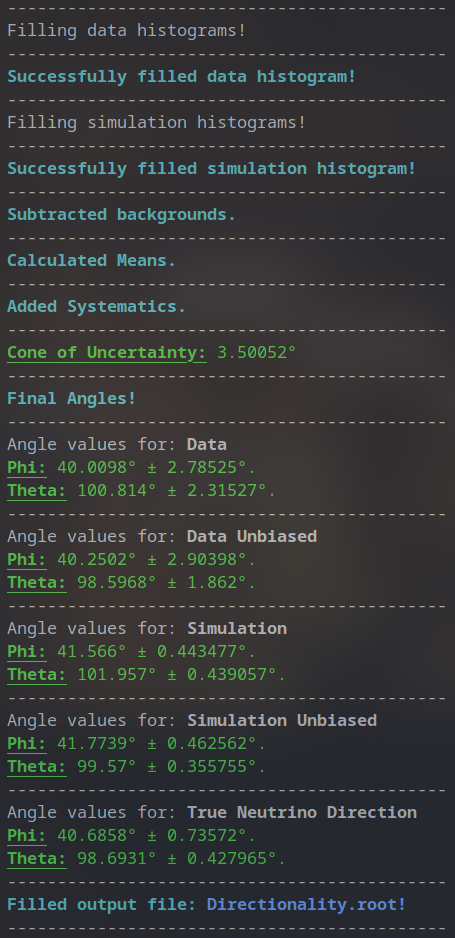 --------------------------------------------
Filling data histograms!
--------------------------------------------
Successfully filled data histogram!
--------------------------------------------
Filling simulation histograms!
--------------------------------------------
Successfully filled simulation histogram!
--------------------------------------------
Subtracted backgrounds.
--------------------------------------------
Calculated Means.
--------------------------------------------
Added Systematics.
--------------------------------------------
Cone of Uncertainty: 3.50052°
--------------------------------------------
Final Angles!
--------------------------------------------
Angle values for: Data
Phi: 40.0098° ± 2.78525°.
Theta: 100.814° ± 2.31527°.
--------------------------------------------
Angle values for: Data Unbiased
Phi: 40.2502° ± 2.90398°.
Theta: 98.5968° ± 1.862°.
--------------------------------------------
Angle values for: Simulation
Phi: 41.566° ± 0.443477°.
Theta: 101.957° ± 0.439057°.
--------------------------------------------
Angle values for: Simulation Unbiased
Phi: 41.7739° ± 0.462562°.
Theta: 99.57° ± 0.355755°.
--------------------------------------------
Angle values for: True Neutrino Direction
Phi: 40.6858° ± 0.73572°.
Theta: 98.6931° ± 0.427965°.
--------------------------------------------
Filled output file: Directionality.root!
--------------------------------------------